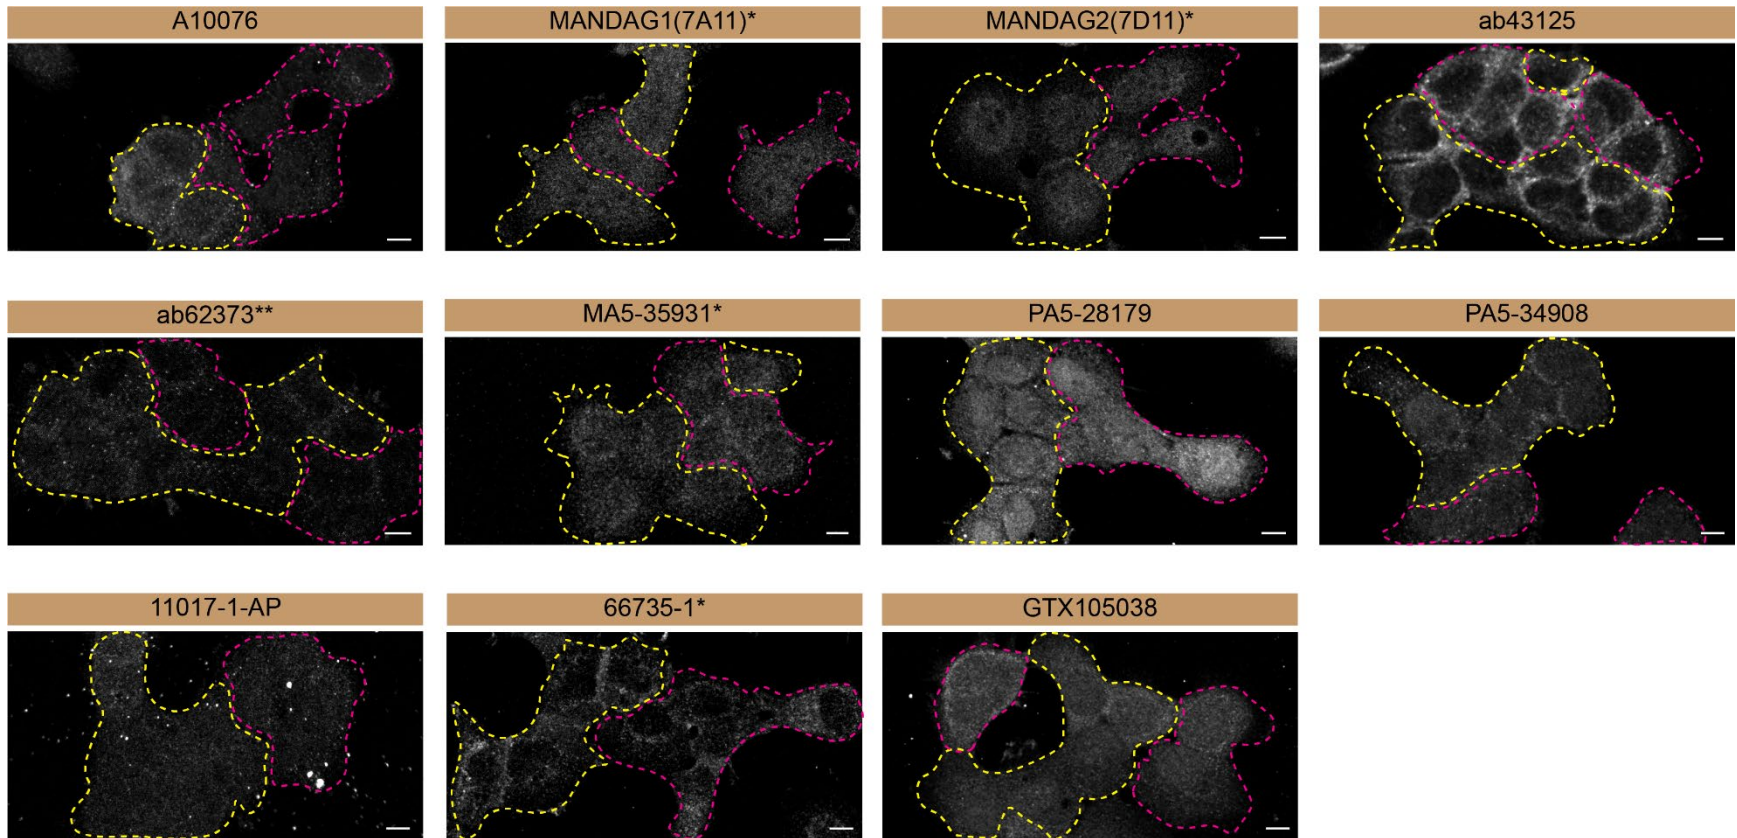 A10076
MANDAG1(7A11)*
MANDAG2(7D11)*
ab43125
ab62373**
MA5-35931*
PA5-28179
PA5-34908
11017-1-AP
66735-1*
GTX105038